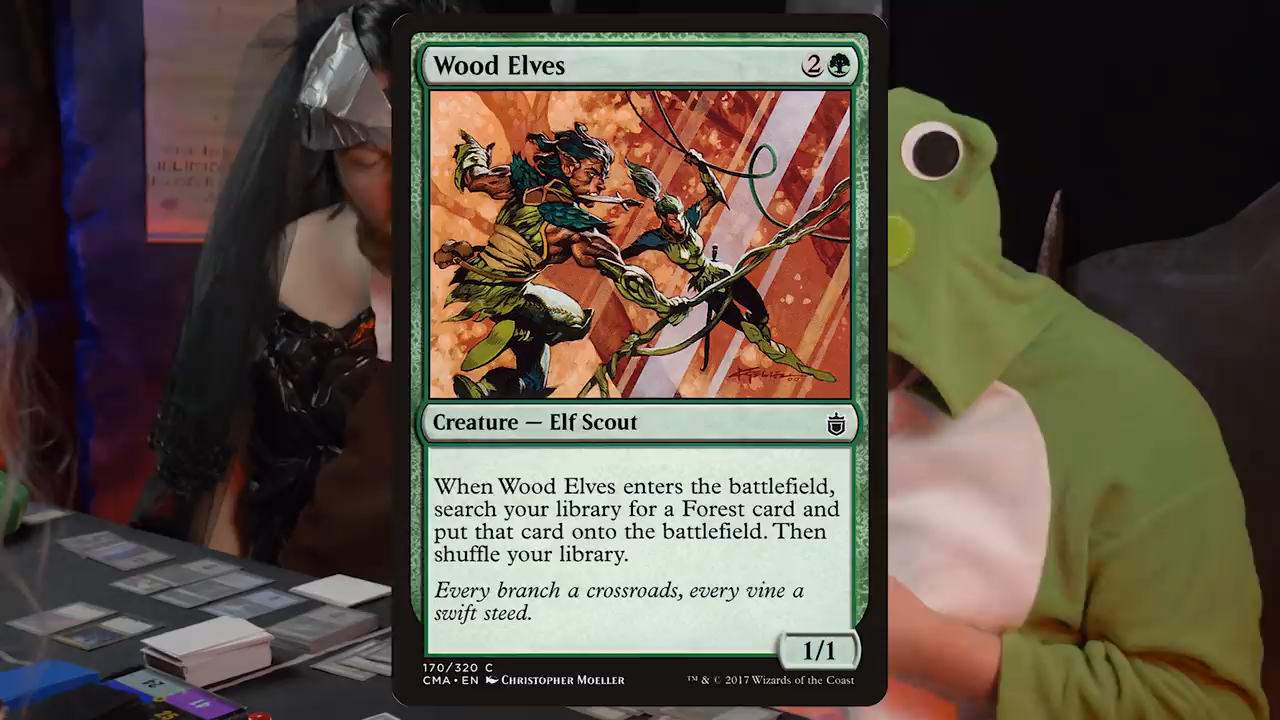 Wood Elves 2
Creature — Elf Scout
When Wood Elves enters the battlefield,
search your library for a Forest card and
put that card onto the battlefield. Then
shuffle your library.
Every branch a crossroads, every vine a
swift steed.
1/1
170/320 C
CMA • EN Christopher Moeller
™ & © 2017 Wizards of the Coast